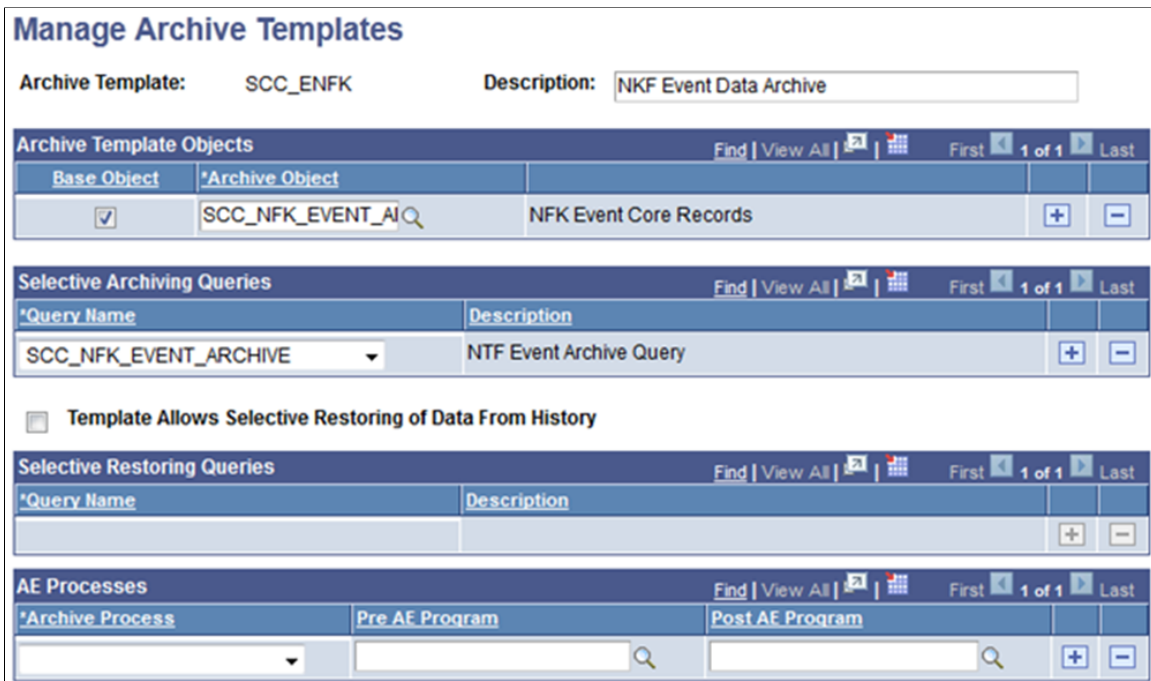 Manage Archive Templates
Archive Template: SCC_ENFK Description: NKF Event Data Archive
Archive Template Objects Find | View All | | First 1 of 1 Last
Base Object *Archive Object
SCC_NFK_EVENT_A NFK Event Core Records
Selective Archiving Queries Find | View All | | First 1 of 1 Last
*Query Name Description
SCC_NFK_EVENT_ARCHIVE NTF Event Archive Query
Template Allows Selective Restoring of Data From History
Selective Restoring Queries Find | View All | | First 1 of 1 Last
*Query Name Description
AE Processes Find | View All | | First 1 of 1 Last
*Archive Process Pre AE Program Post AE Program